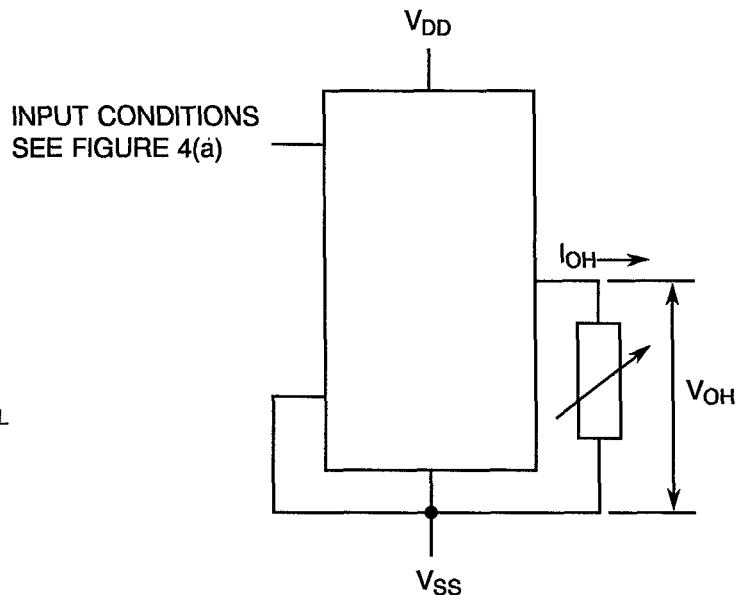 VDD
INPUT CONDITIONS
SEE FIGURE 4(a)
IOH
VOH
L
VSS